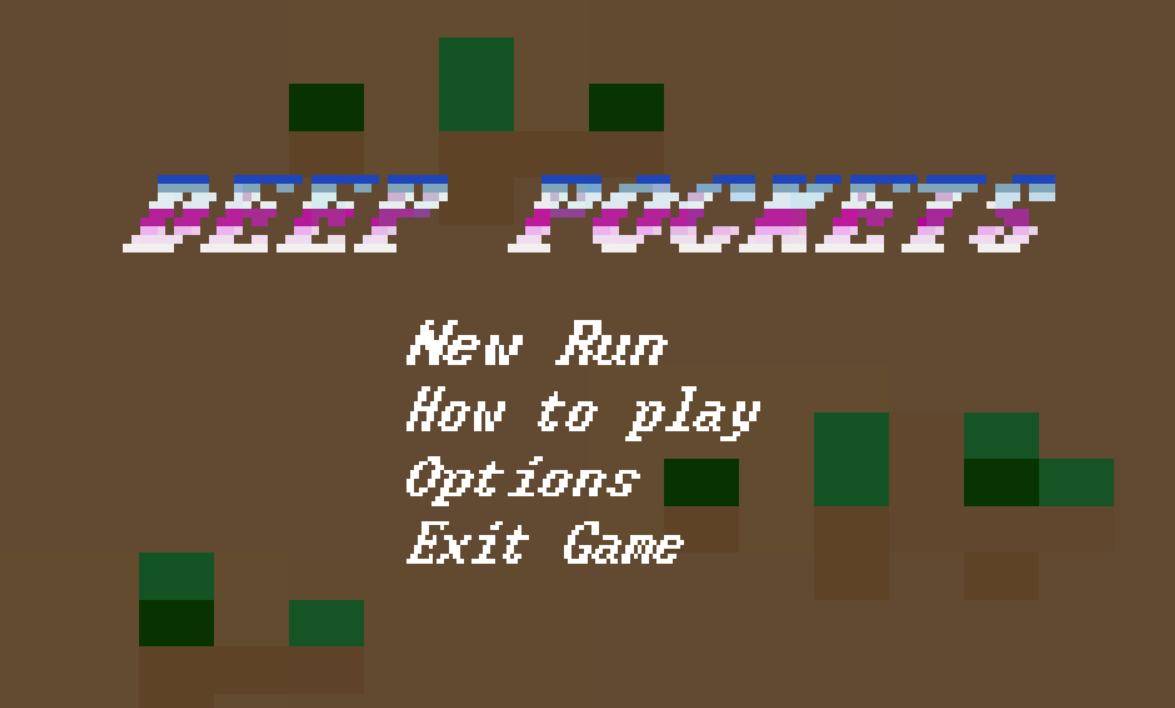 DEEP POCKETS
New Run
How to play
Options
Exit Game